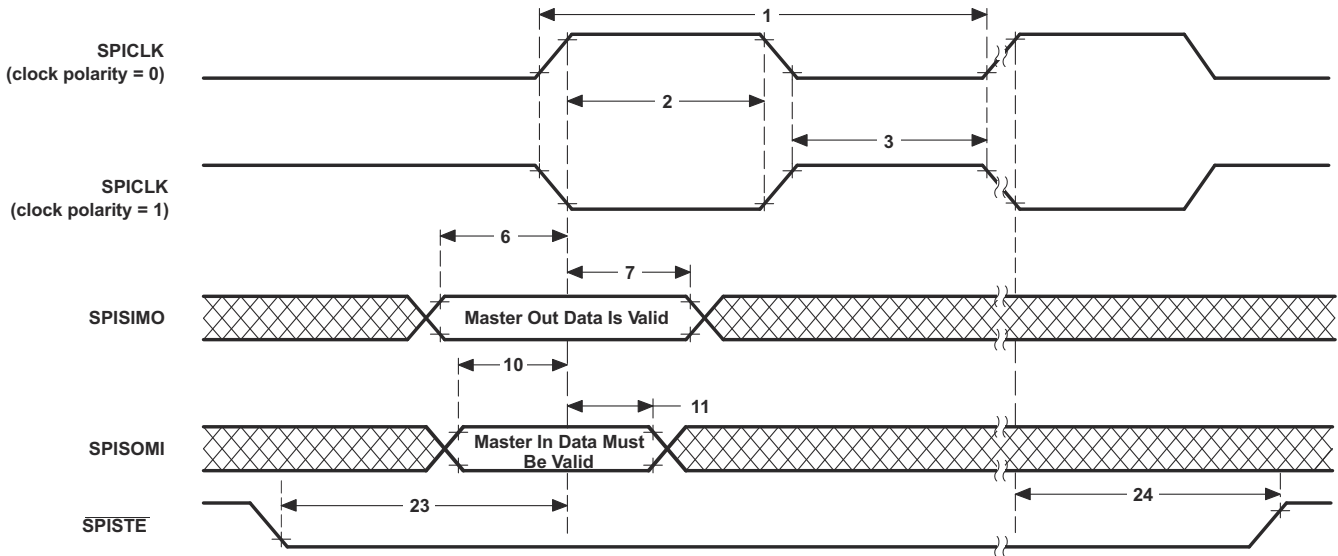 1
SPICLK
(clock polarity = 0)
2
3
SPICLK
(clock polarity = 1)
6
7
SPISIMO
Master Out Data Is Valid
10
11
SPISOMI
Master In Data Must
Be Valid
23
24
SPISTE